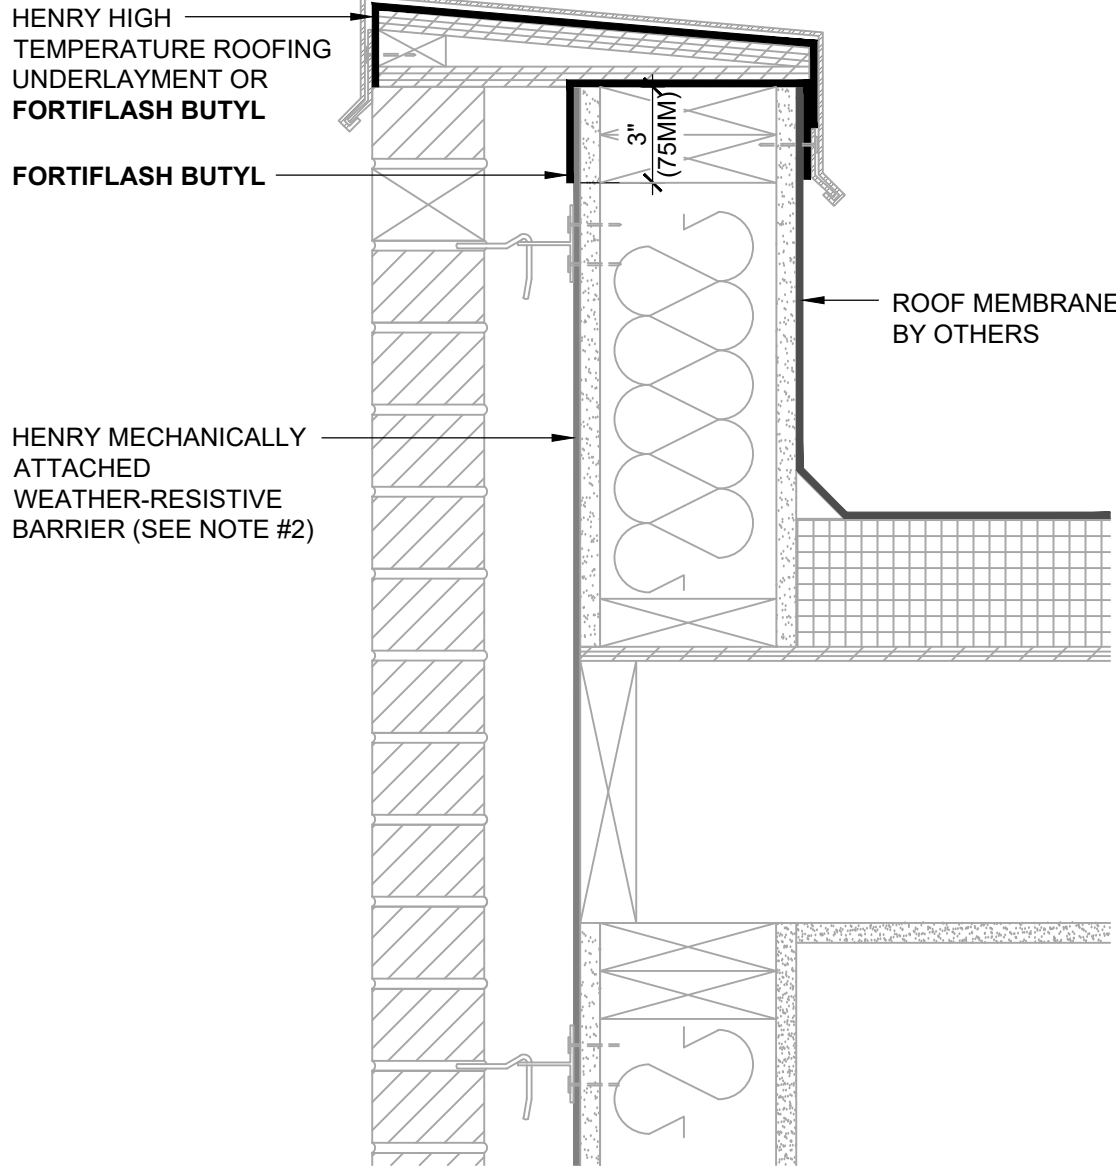 HENRY HIGH
TEMPERATURE ROOFING
UNDERLAYMENT OR
FORTIFLASH BUTYL
FORTIFLASH BUTYL
3"
(75MM)
ROOF MEMBRANE
BY OTHERS
HENRY MECHANICALLY
ATTACHED
WEATHER-RESISTIVE
BARRIER (SEE NOTE #2)